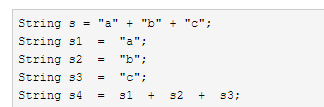 String s = "a" + "b" + "c";
String s1 = "a";
String s2 = "b";
String s3 = "c";
String s4 = s1 + s2 + s3;